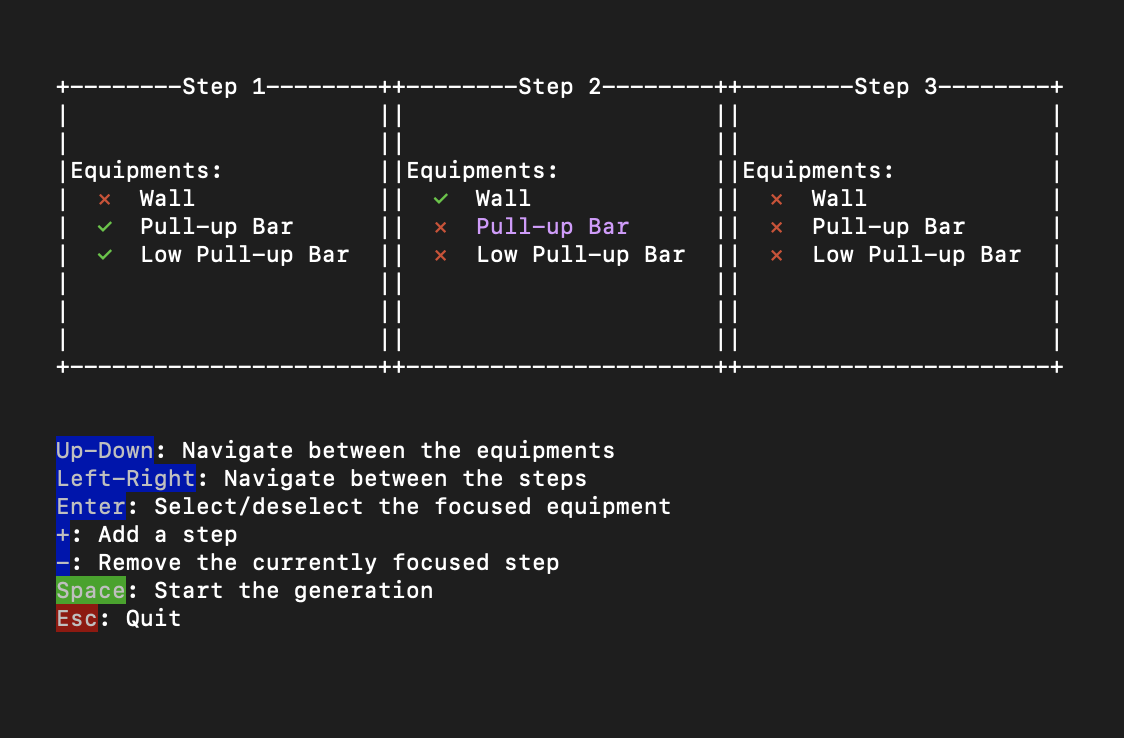 +--------Step 1--------++--------Step 2--------++--------Step 3--------+
|                      ||                      ||                      |
|                      ||                      ||                      |
|Equipments:           ||Equipments:           ||Equipments:           |
|  ✗  Wall             ||  ✓  Wall             ||  ✗  Wall             |
|  ✓  Pull-up Bar      ||  ✗  Pull-up Bar      ||  ✗  Pull-up Bar      |
|  ✓  Low Pull-up Bar  ||  ✗  Low Pull-up Bar  ||  ✗  Low Pull-up Bar  |
|                      ||                      ||                      |
|                      ||                      ||                      |
|                      ||                      ||                      |
+----------------------++----------------------++----------------------+
Up-Down: Navigate between the equipments
Left-Right: Navigate between the steps
Enter: Select/deselect the focused equipment
+: Add a step
-: Remove the currently focused step
Space: Start the generation
Esc: Quit